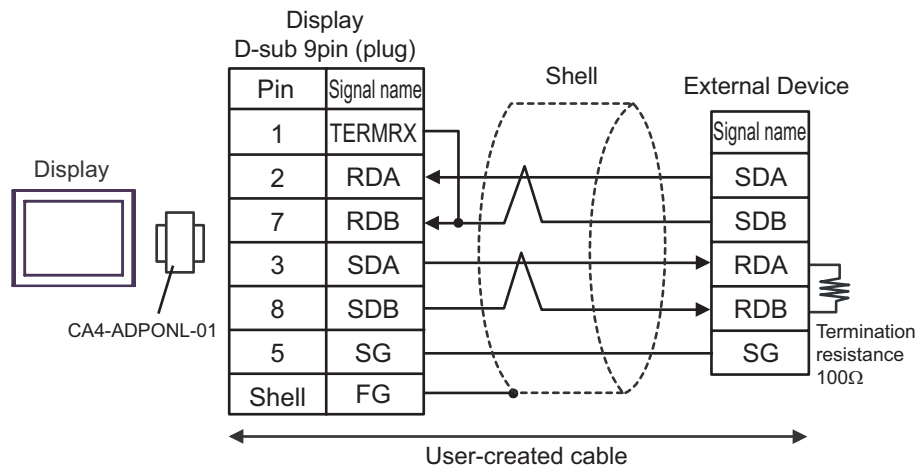 Display
D-sub 9pin (plug)
Pin Signal name
1 TERMRX
2 RDA
7 RDB
3 SDA
8 SDB
5 SG
Shell FG
Shell
External Device
Signal name
SDA
SDB
RDA
RDB
SG
Termination
resistance
100Ω
Display
CA4-ADPONL-01
User-created cable